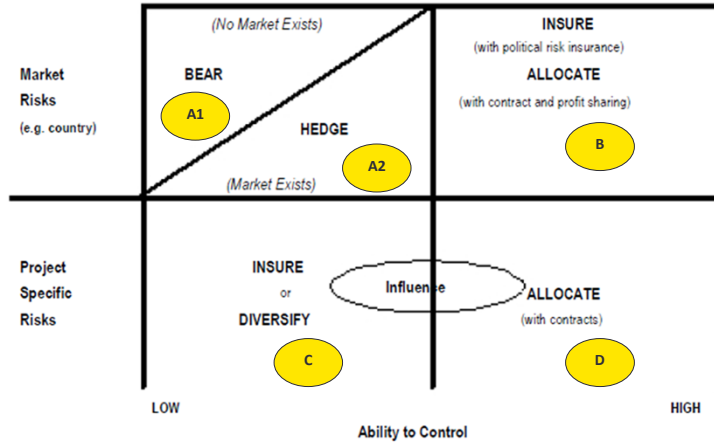 (No Market Exists)
INSURE
(with political risk insurance)
Market
Risks
(e.g. country)
BEAR
A1
ALLOCATE
(with contract and profit sharing)
HEDGE
B
A2
(Market Exists)
Project
Specific
Risks
INSURE
or
DIVERSIFY
Influence
ALLOCATE
(with contracts)
C
D
LOW
HIGH
Ability to Control